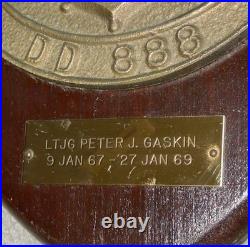 DD 888
LTJG PETER J. GASKIN
9 JAN 67 - 27 JAN 69